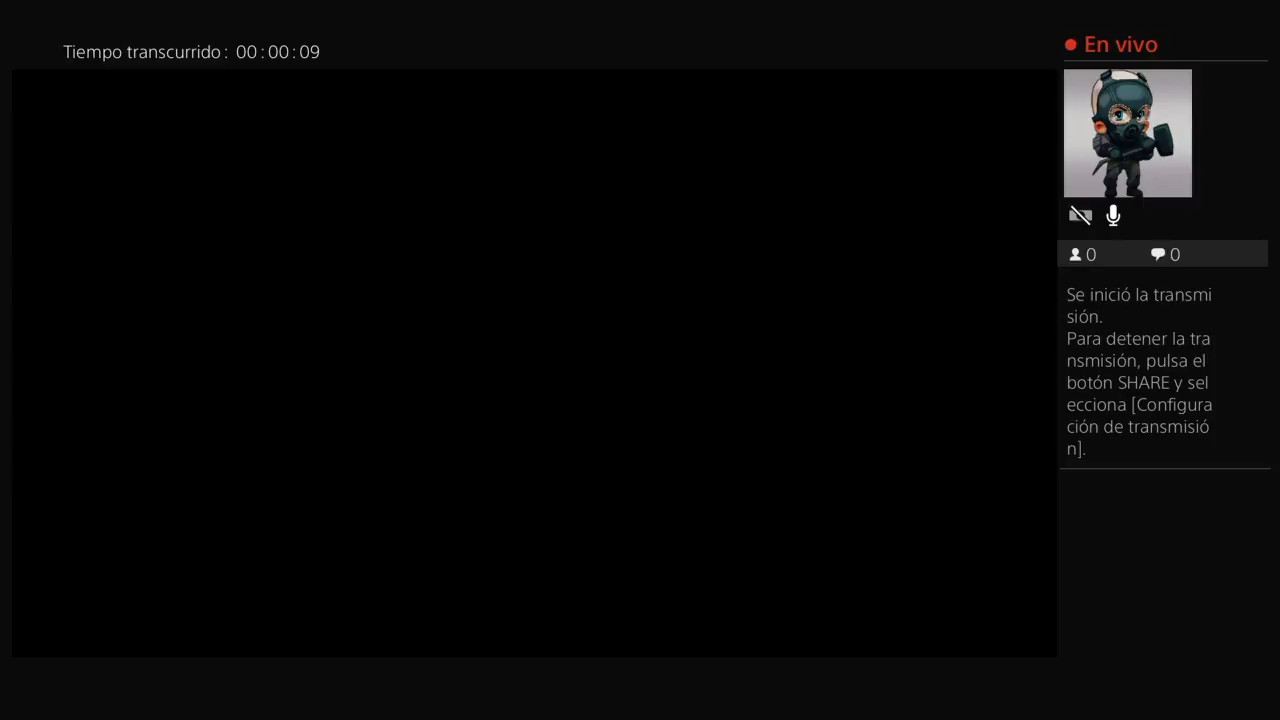 Tiempo transcurrido : 00 : 00 : 09
En vivo
0
0
Se inició la transmi
sión.
Para detener la tra
nsmisión, pulsa el
botón SHARE y sel
ecciona [Configura
ción de transmisió
n].